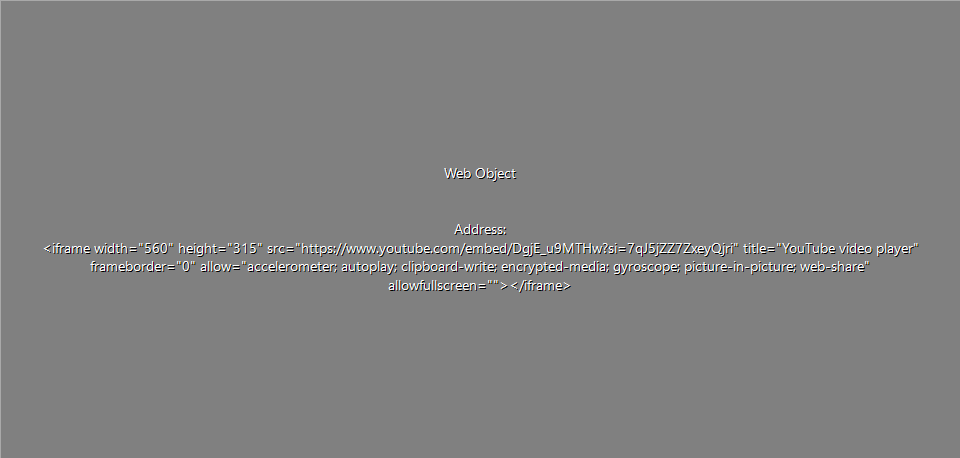 Web Object
Address:
<iframe width="560" height="315" src="https://www.youtube.com/embed/DgjE_u9MTHw?si=7qJ5jZZ7ZxeyQjri" title="YouTube video player"
frameborder="0" allow="accelerometer; autoplay; clipboard-write; encrypted-media; gyroscope; picture-in-picture; web-share"
allowfullscreen=""></iframe>